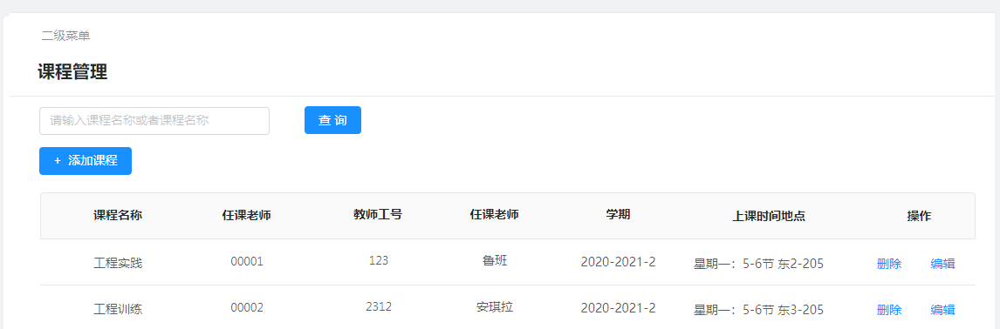 二级菜单
课程管理
请输入课程名称或者课程名称
查 询
+ 添加课程
课程名称 任课老师 教师工号 任课老师 学期 上课时间地点 操作
工程实践 00001 123 鲁班 2020-2021-2 星期一：5-6节 东2-205 删除 编辑
工程训练 00002 2312 安琪拉 2020-2021-2 星期一：5-6节 东3-205 删除 编辑